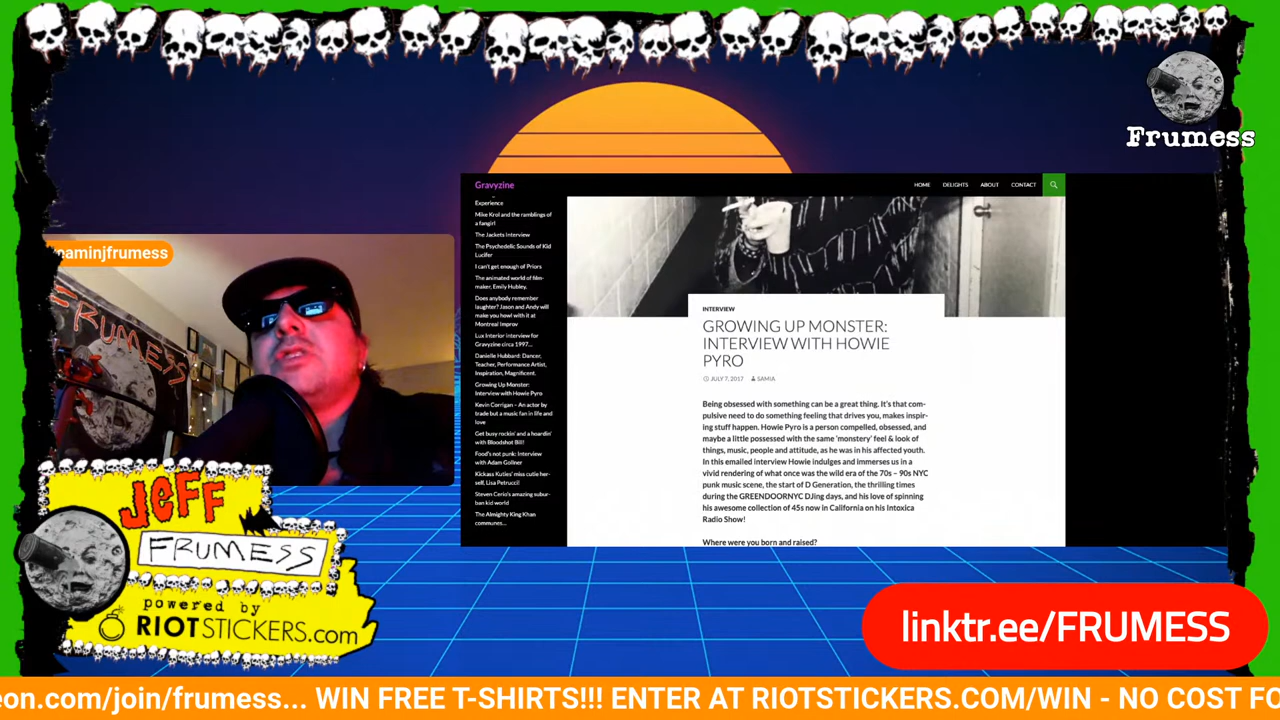 Frumess
Gravyzine
HOME
DELIGHTS
ABOUT
CONTACT
Experience
Mike Krol and the ramblings of
a fangirl
The Jackets Interview
The Psychedelic Sounds of Kid
Lucifer
I can't get enough of Priors
The animated world of film-
maker, Emily Hubley,
Does anybody remember
laughter? Jason and Andy will
make you howl with it at
Montreal Improv
Lux Interior interview for
Gravyzine circa 1997...
Danielle Hubbard: Dancer,
Teacher, Performance Artist,
Inspiration, Magnificent.
Growing Up Monster:
Interview with Howie Pyro
Kevin Corrigan – An actor by
trade but a music fan in life and
love
Get busy rockin' and a hoardin'
with Bloodshot Bill!
Food's not punk: Interview
with Adam Gollner
Kickass Kuties' miss cutie her-
self, Lisa Petrucci!
Steven Cerio's amazing subur-
ban kid world
The Almighty King Khan
communes...
INTERVIEW
GROWING UP MONSTER:
INTERVIEW WITH HOWIE
PYRO
JULY 7, 2017 SAMIA
Being obsessed with something can be a great thing. It's that com-
pulsive need to do something feeling that drives you, makes inspir-
ing stuff happen. Howie Pyro is a person compelled, obsessed, and
maybe a little possessed with the same 'monstery' feel & look of
things, music, people and attitude, as he was in his affected youth.
In this emailed interview Howie indulges and immerses us in a
vivid rendering of what once was the wild era of the 70s – 90s NYC
punk music scene, the start of D Generation, the thrilling times
during the GREENDOORNYC DJing days, and his love of spinning
his awesome collection of 45s now in California on his Intoxica
Radio Show!
Where were you born and raised?
aminjfrumess
FRUMESS
JEFF
FRUMESS
powered by
RIOTSTICKERS.com
linktr.ee/FRUMESS
eon.com/join/frumess... WIN FREE T-SHIRTS!!! ENTER AT RIOTSTICKERS.COM/WIN - NO COST FO